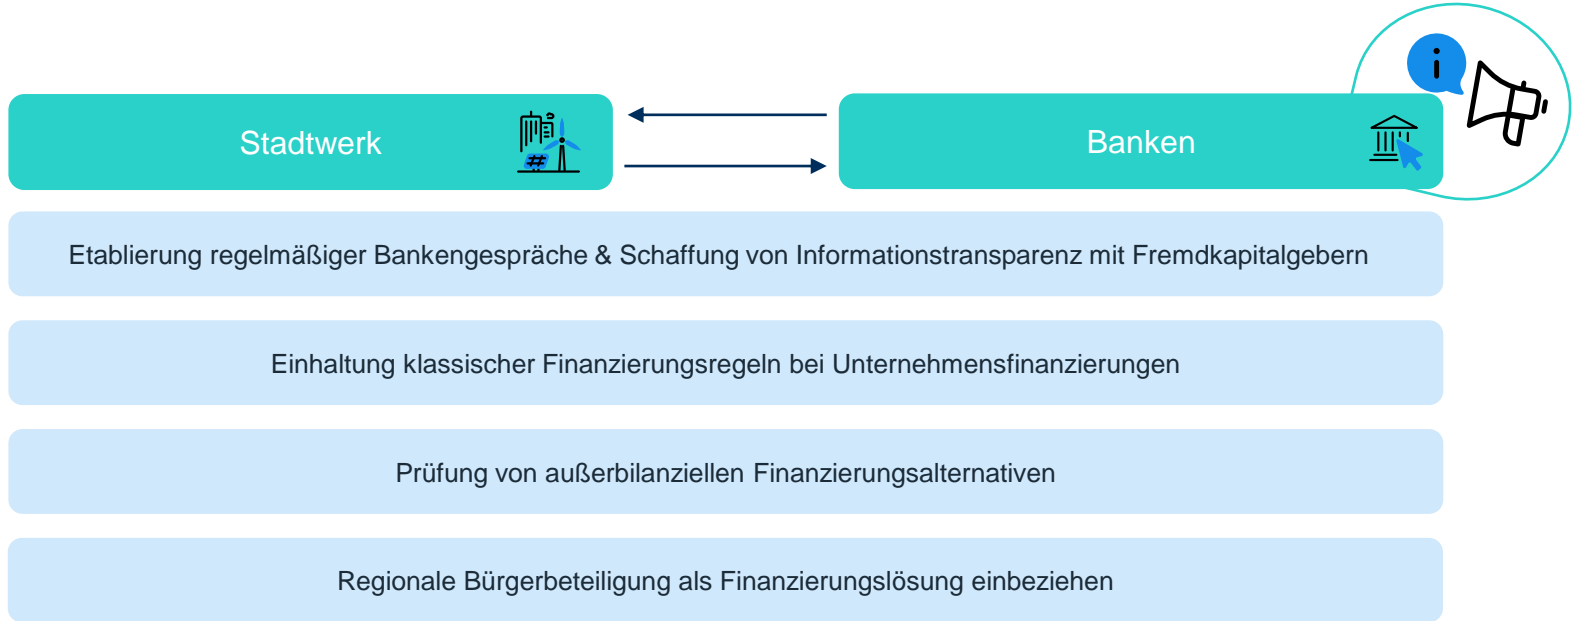 Stadtwerk
Banken
Etablierung regelmäßiger Bankengespräche & Schaffung von Informationstransparenz mit Fremdkapitalgebern
Einhaltung klassischer Finanzierungsregeln bei Unternehmensfinanzierungen
Prüfung von außerbilanziellen Finanzierungsalternativen
Regionale Bürgerbeteiligung als Finanzierungslösung einbeziehen